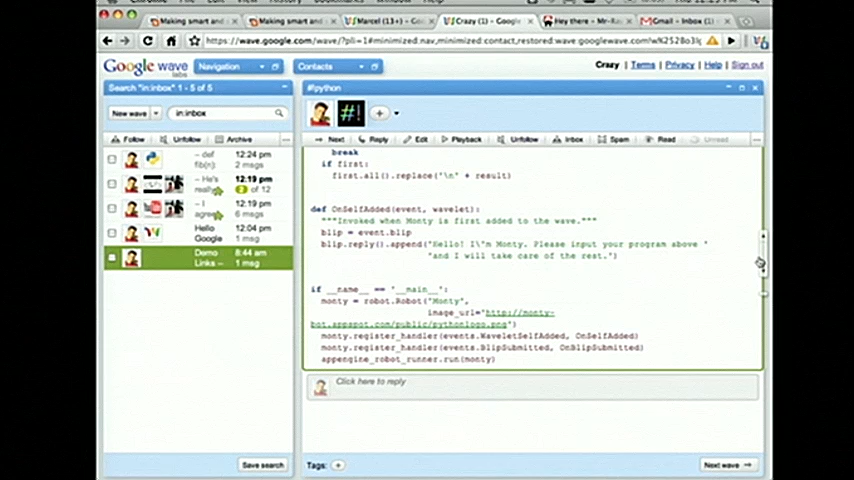 Making smart and
Making smart and
Marcel (13+) – Goo
Crazy (1) – Google
Hey there – Mr-Ra
Gmail – Inbox (1)
https://wave.google.com/wave/?pli=1#minimized:nav,minimized:contact,restored:wave
Google wave
labs
Navigation
Contacts
Crazy
Terms
Privacy
Help
Sign out
Search "in:inbox" 1 - 5 of 5
New wave
in:inbox
Follow
Unfollow
Archive
– def
fib(n):
12:24 pm
2 msgs
– He's
really
12:19 pm
2 of 12
– I
agree
12:19 pm
6 msgs
Hello
Google
12:04 pm
1 msg
Demo
Links –
8:44 am
1 msg
Save search
#!python
#!
Next
Reply
Edit
Playback
Unfollow
Inbox
Spam
Read
Unread
break
if first:
first.all().replace('\n' + result)
def OnSelfAdded(event, wavelet):
"""Invoked when Monty is first added to the wave."""
blip = event.blip
blip.reply().append('Hello! I\'m Monty. Please input your program above '
'and I will take care of the rest.')
if __name__ == '__main__':
monty = robot.Robot('Monty',
image_url='http://monty-
bot.appspot.com/public/pythonlogo.png')
monty.register_handler(events.WaveletSelfAdded, OnSelfAdded)
monty.register_handler(events.BlipSubmitted, OnBlipSubmitted)
appengine_robot_runner.run(monty)
Click here to reply
Tags:
Next wave